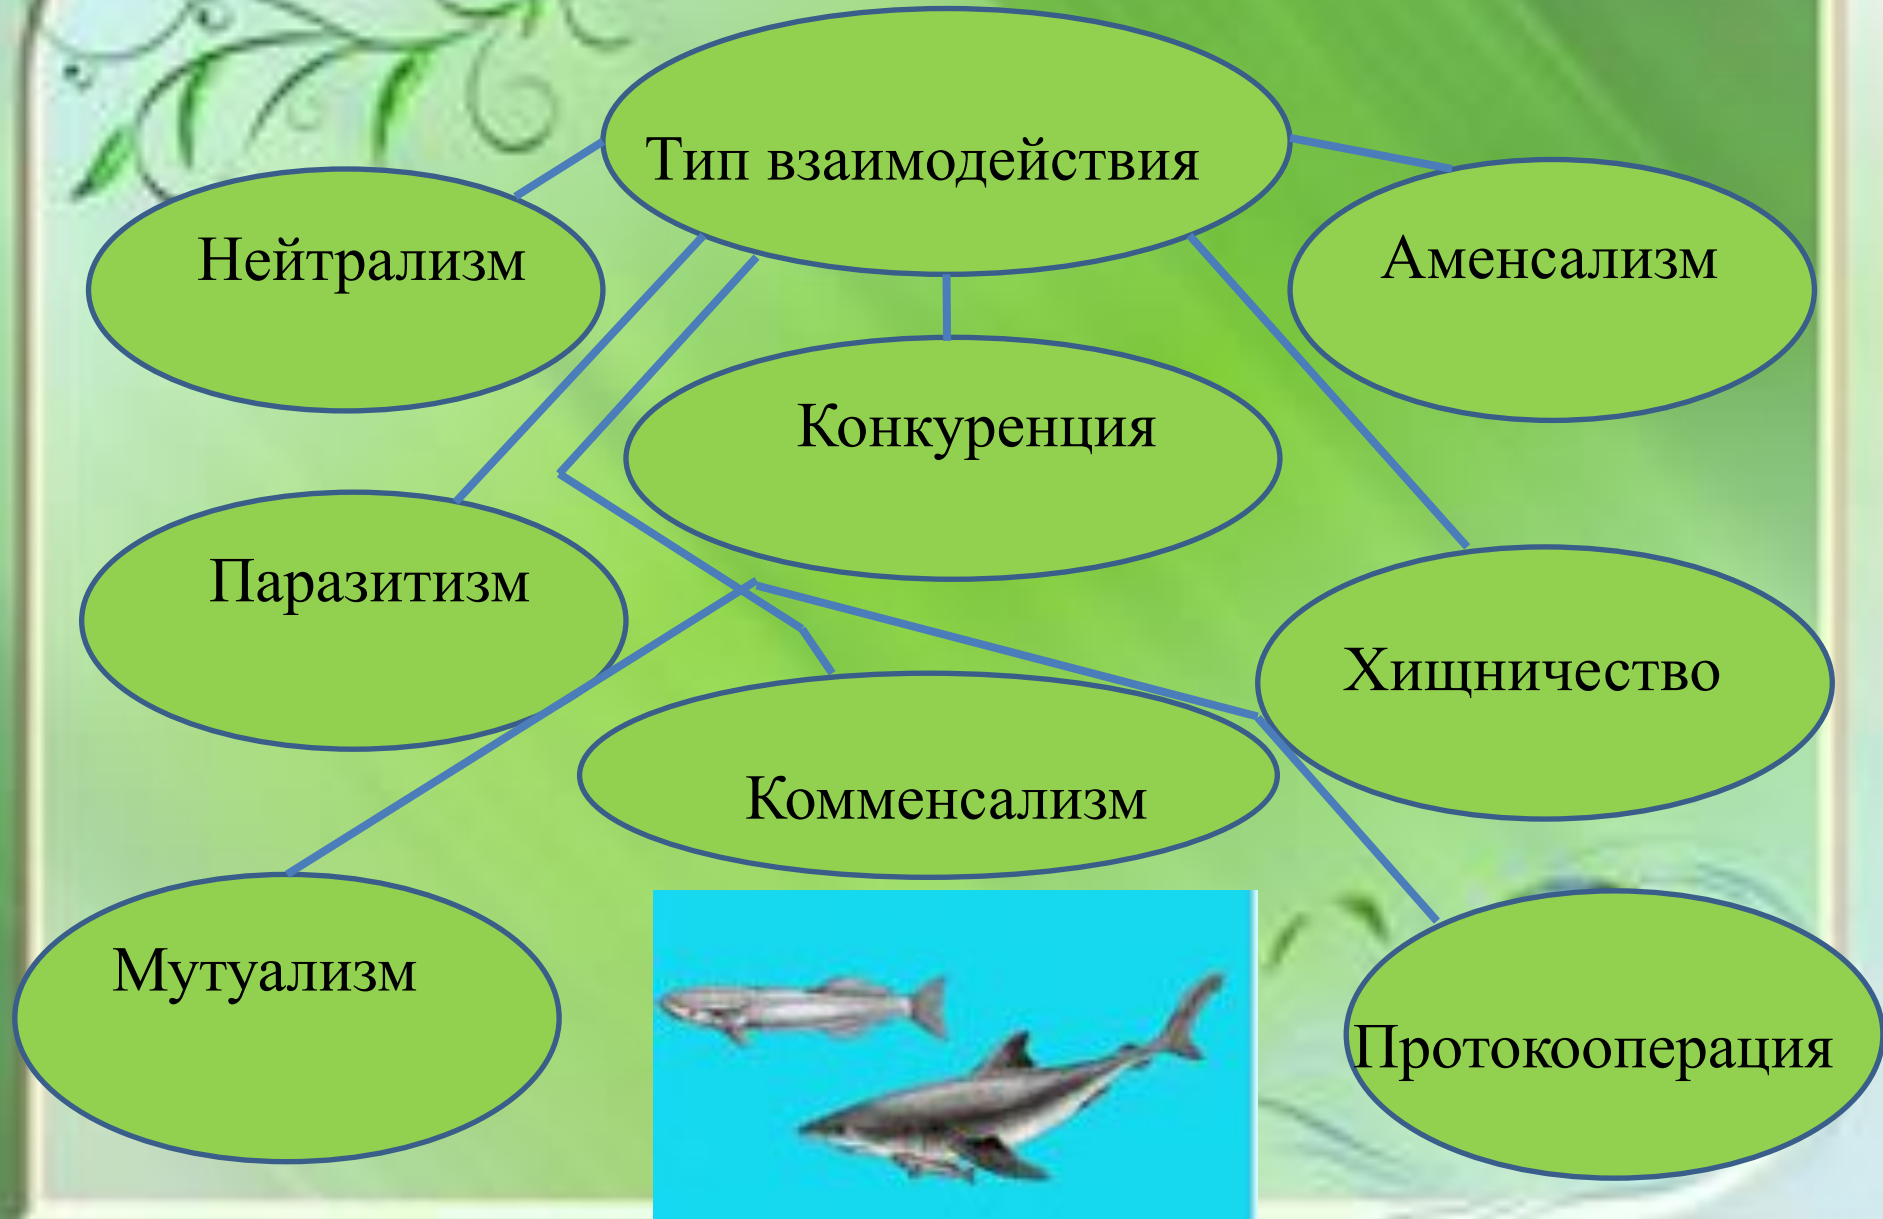 Тип взаимодействия
Нейтрализм
Аменсализм
Конкуренция
Паразитизм
Хищничество
Комменсализм
Мутуализм
Протокооперация